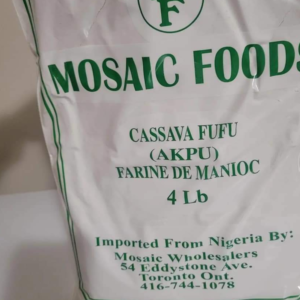 F
MOSAIC FOODS
CASSAVA FUFU
(AKPU)
FARINE DE MANIOC
4 Lb
Imported From Nigeria By:
Mosaic Wholesalers
54 Eddystone Ave.
Toronto Ont.
416-744-1078